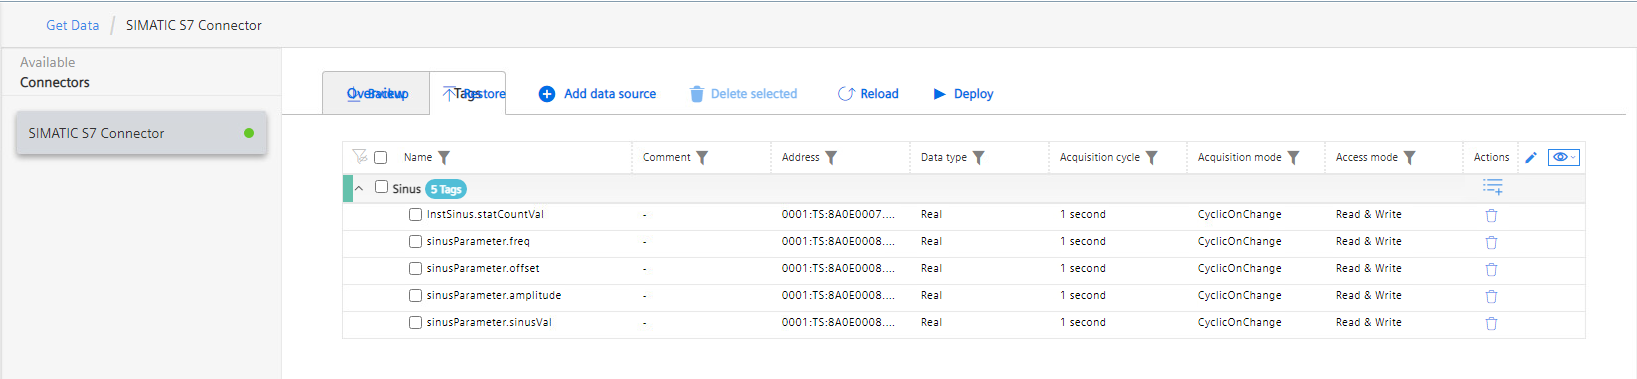 Get Data / SIMATIC S7 Connector
Available
Connectors
SIMATIC S7 Connector
Overview Backup Tags Restore Add data source Delete selected Reload Deploy
Name Comment Address Data type Acquisition cycle Acquisition mode Access mode Actions
Sinus 5 Tags
InstSinus.statCountVal - 0001:TS:8A0E0007.... Real 1 second CyclicOnChange Read & Write
sinusParameter.freq - 0001:TS:8A0E0008.... Real 1 second CyclicOnChange Read & Write
sinusParameter.offset - 0001:TS:8A0E0008.... Real 1 second CyclicOnChange Read & Write
sinusParameter.amplitude - 0001:TS:8A0E0008.... Real 1 second CyclicOnChange Read & Write
sinusParameter.sinusVal - 0001:TS:8A0E0008.... Real 1 second CyclicOnChange Read & Write